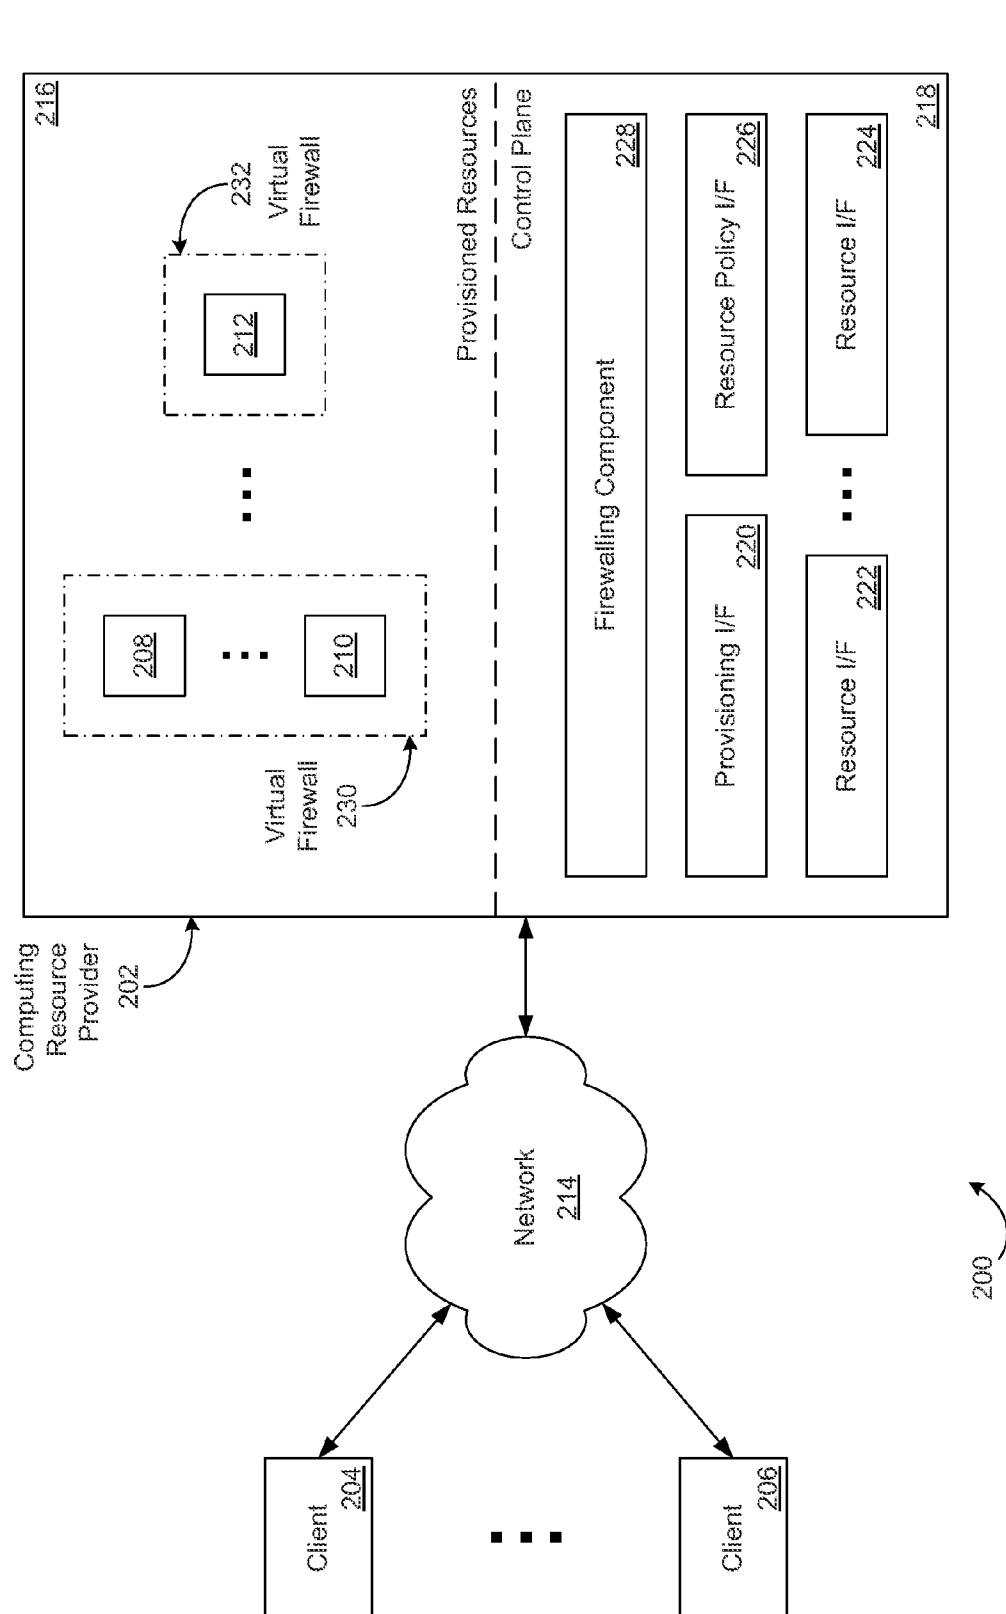 Computing
Resource
Provider
202
216
Virtual
Firewall
230
208
210
232
Virtual
Firewall
212
Provisioned Resources
Control Plane
Firewalling Component
228
Provisioning I/F
220
Resource Policy I/F
226
Resource I/F
222
Resource I/F
224
218
Client
204
Client
206
Network
214
200